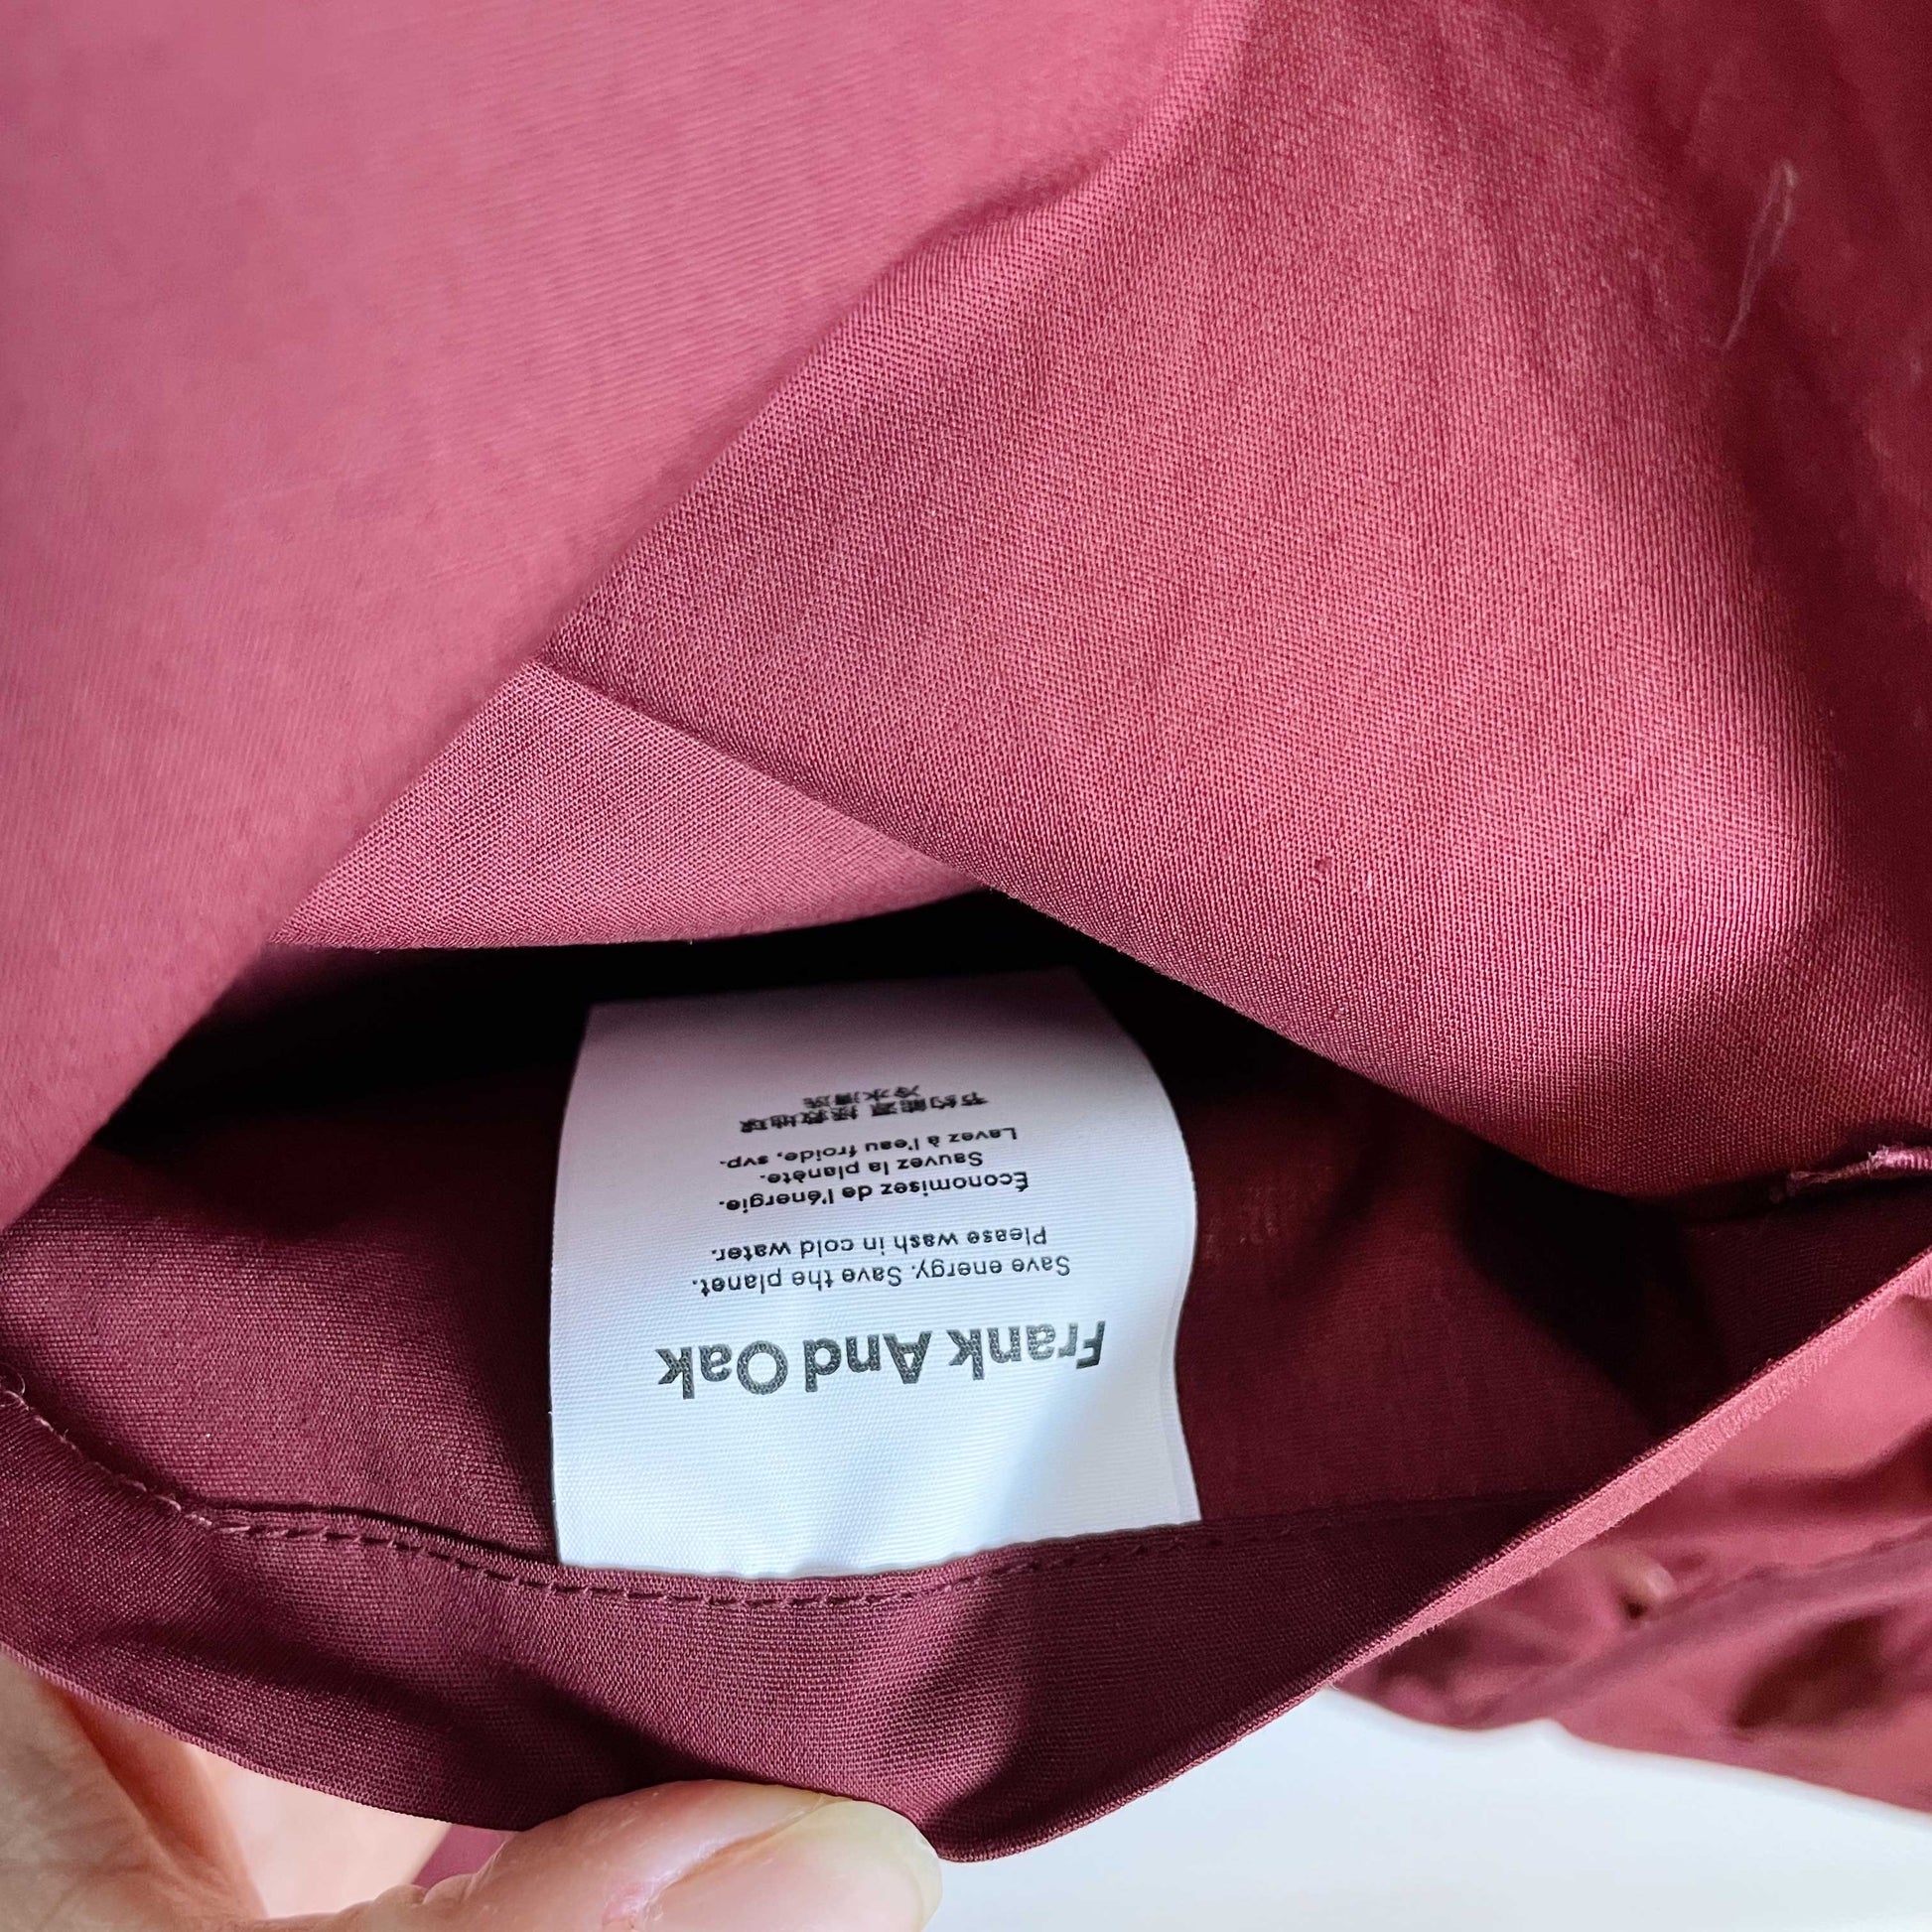 Frank And Oak
Save energy. Save the planet.
Please wash in cold water.
Économisez de l'énergie.
Sauvez la planète.
Lavez à l'eau froide, svp.
节约能源 拯救地球
冷水清洗